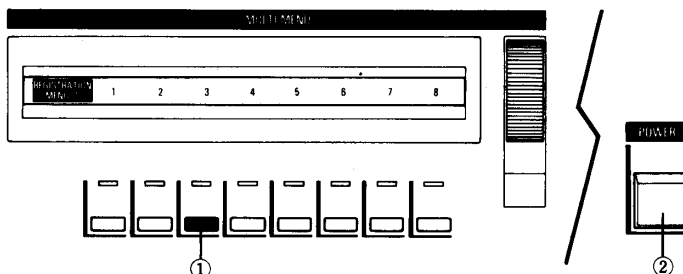 MULTI MENU
REGISTRATION
MENU
1 2 3 4 5 6 7 8
POWER
① ②